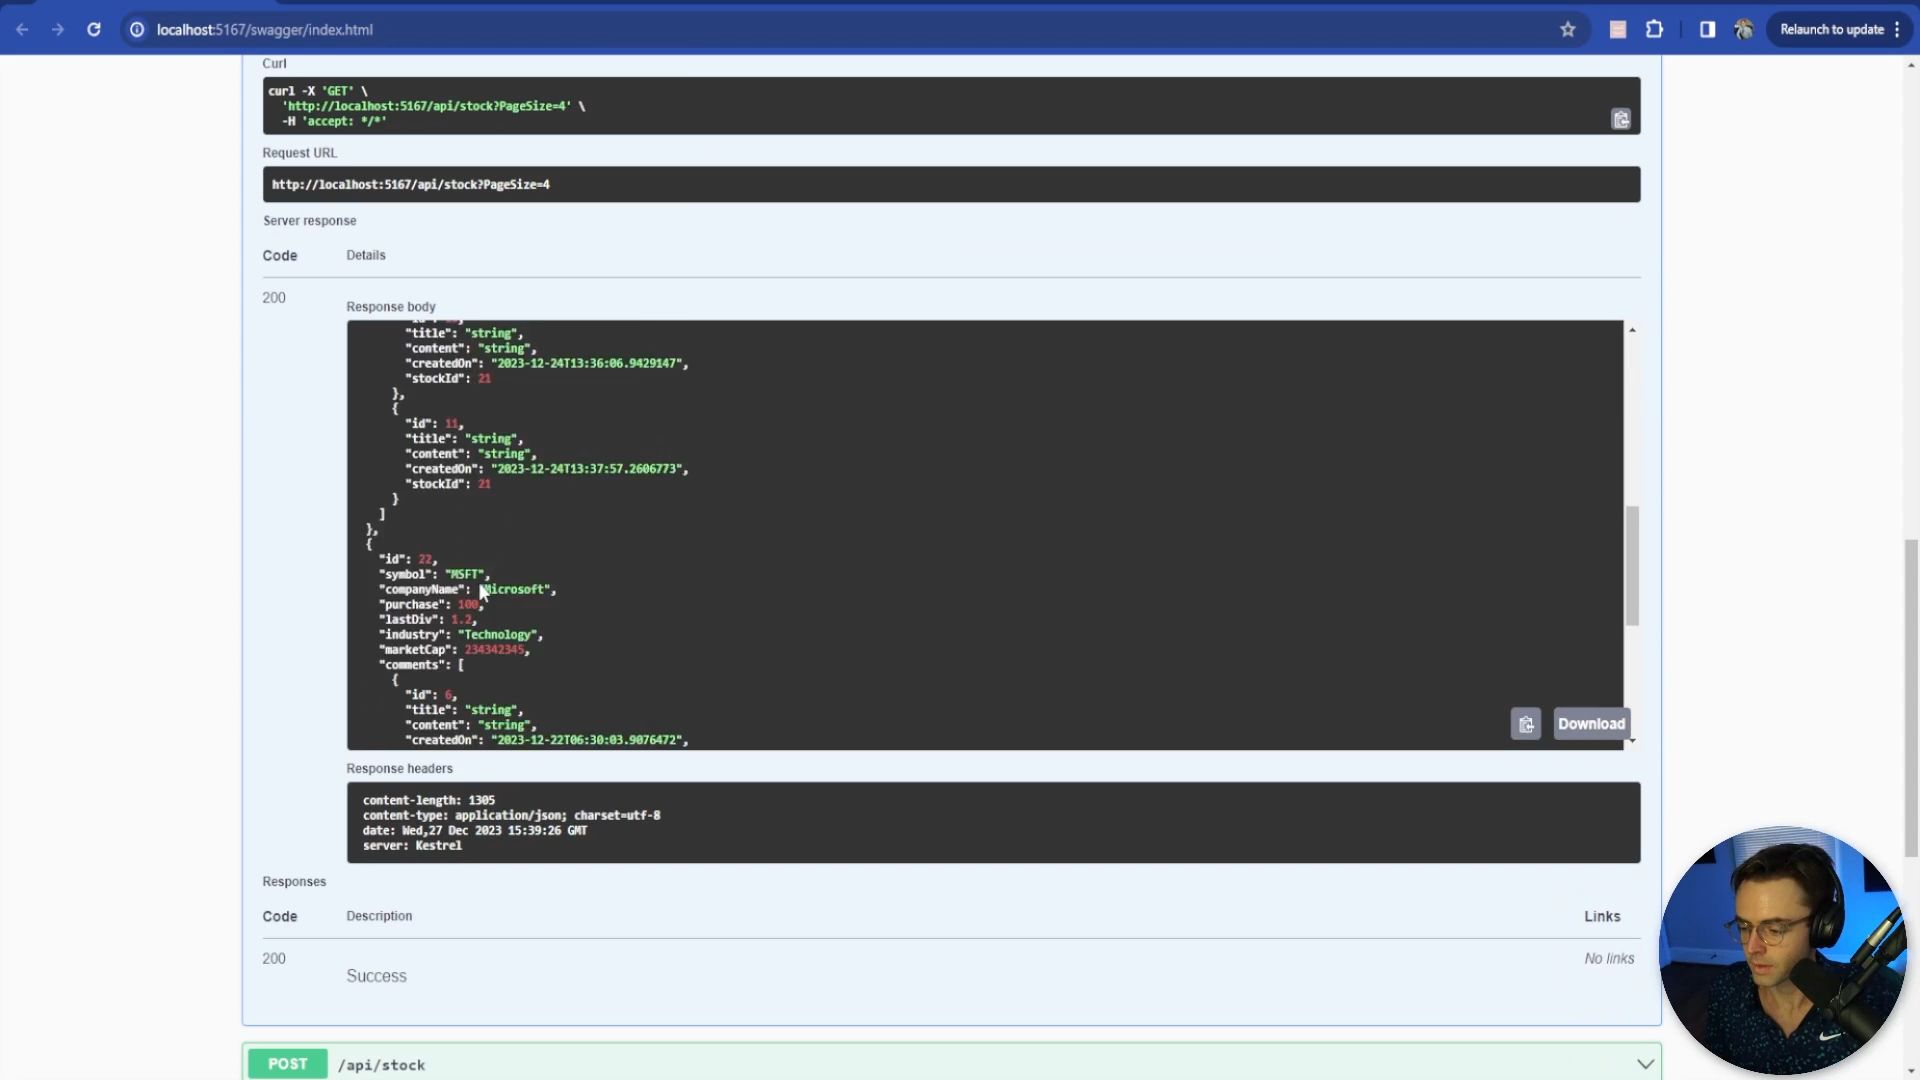 localhost:5167/swagger/index.html
Relaunch to update
Curl
curl -X 'GET' \
'http://localhost:5167/api/stock?PageSize=4' \
-H 'accept: */*'
Request URL
http://localhost:5167/api/stock?PageSize=4
Server response
Code Details
200
Response body
"title": "string",
"content": "string",
"createdOn": "2023-12-24T13:36:06.9429147",
"stockId": 21
},
{
"id": 11,
"title": "string",
"content": "string",
"createdOn": "2023-12-24T13:37:57.2606773",
"stockId": 21
}
]
},
{
"id": 22,
"symbol": "MSFT",
"companyName": "Microsoft",
"purchase": 100,
"lastDiv": 1.2,
"industry": "Technology",
"marketCap": 234342345,
"comments": [
{
"id": 6,
"title": "string",
"content": "string",
"createdOn": "2023-12-22T06:30:03.9076472",
Download
Response headers
content-length: 1305
content-type: application/json; charset=utf-8
date: Wed,27 Dec 2023 15:39:26 GMT
server: Kestrel
Responses
Code Description Links
200 Success No links
POST /api/stock